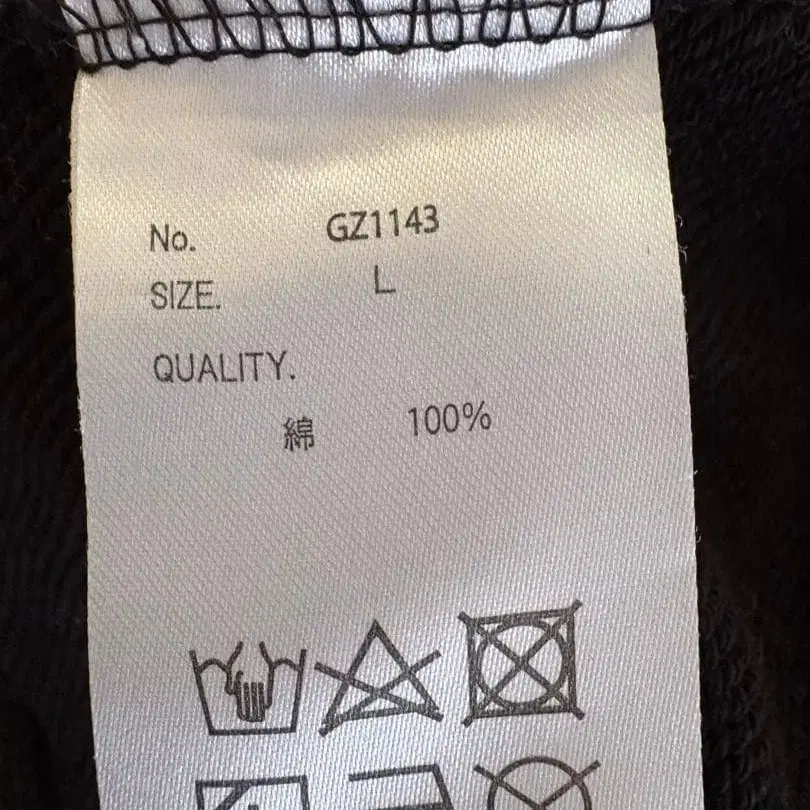 No. GZ1143
SIZE. L
QUALITY.
綿 100%